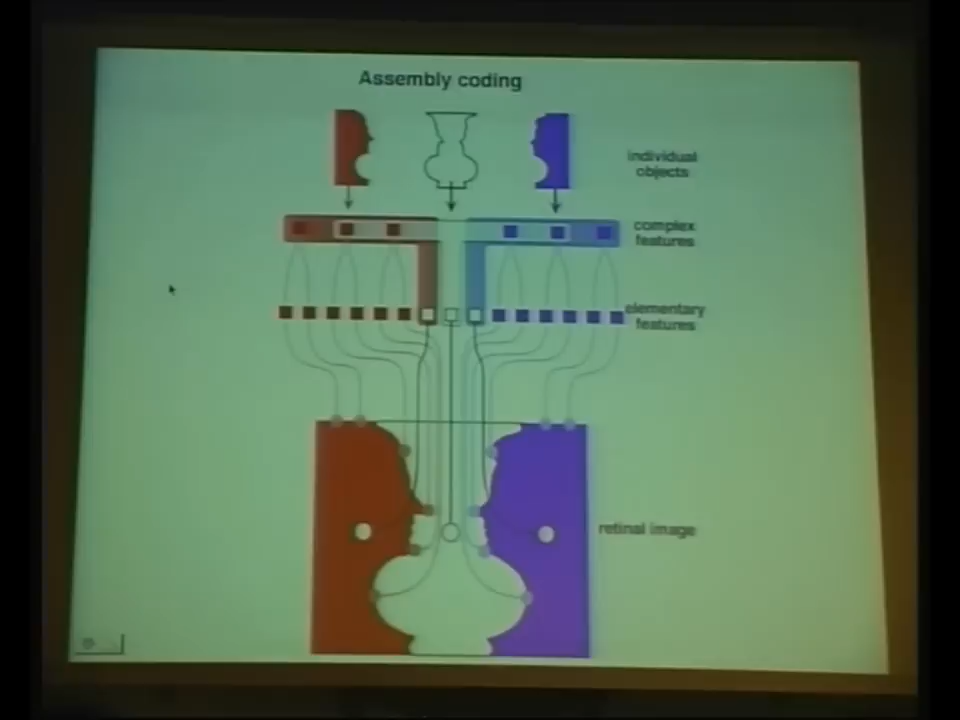 Assembly coding
individual
objects
complex
features
elementary
features
retinal image